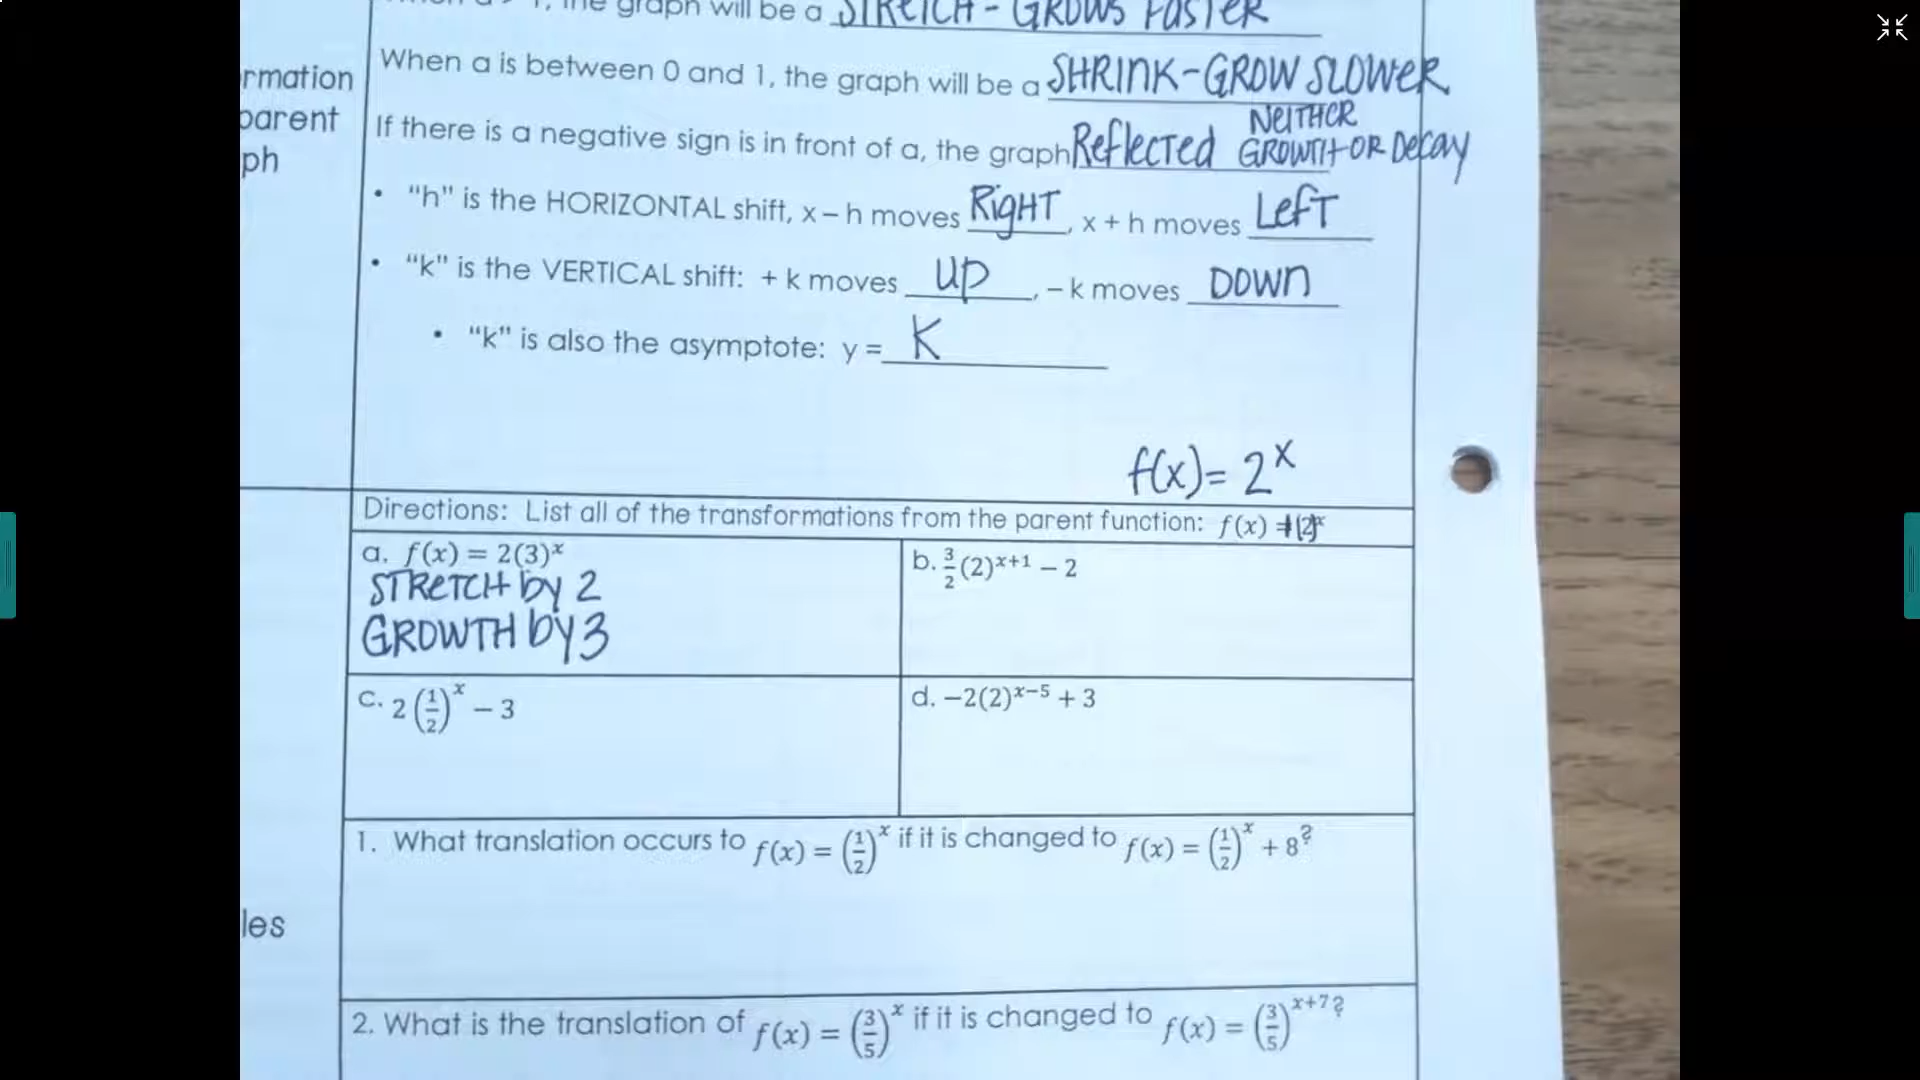 1, the graph will be a STRETCH - GROWS FASTER
rmation
parent
ph
When a is between 0 and 1, the graph will be a SHRINK-GROW SLOWER
If there is a negative sign is in front of a, the graph Reflected NEITHER GROWTH OR Decay
• "h" is the HORIZONTAL shift, x – h moves RigHT, x + h moves LefT
• "k" is the VERTICAL shift: + k moves UP, – k moves DOWN
• "k" is also the asymptote: y = K
f(x)= 2^x
Directions: List all of the transformations from the parent function: f(x) = 1(2)^x
a. f(x) = 2(3)^x
STRETCH by 2
GROWTH by 3
b. 3/2 (2)^x+1 – 2
c. 2 (1/2)^x – 3
d. –2(2)^x–5 + 3
1. What translation occurs to f(x) = (1/2)^x if it is changed to f(x) = (1/2)^x + 8?
les
2. What is the translation of f(x) = (3/5)^x if it is changed to f(x) = (3/5)^x+7?